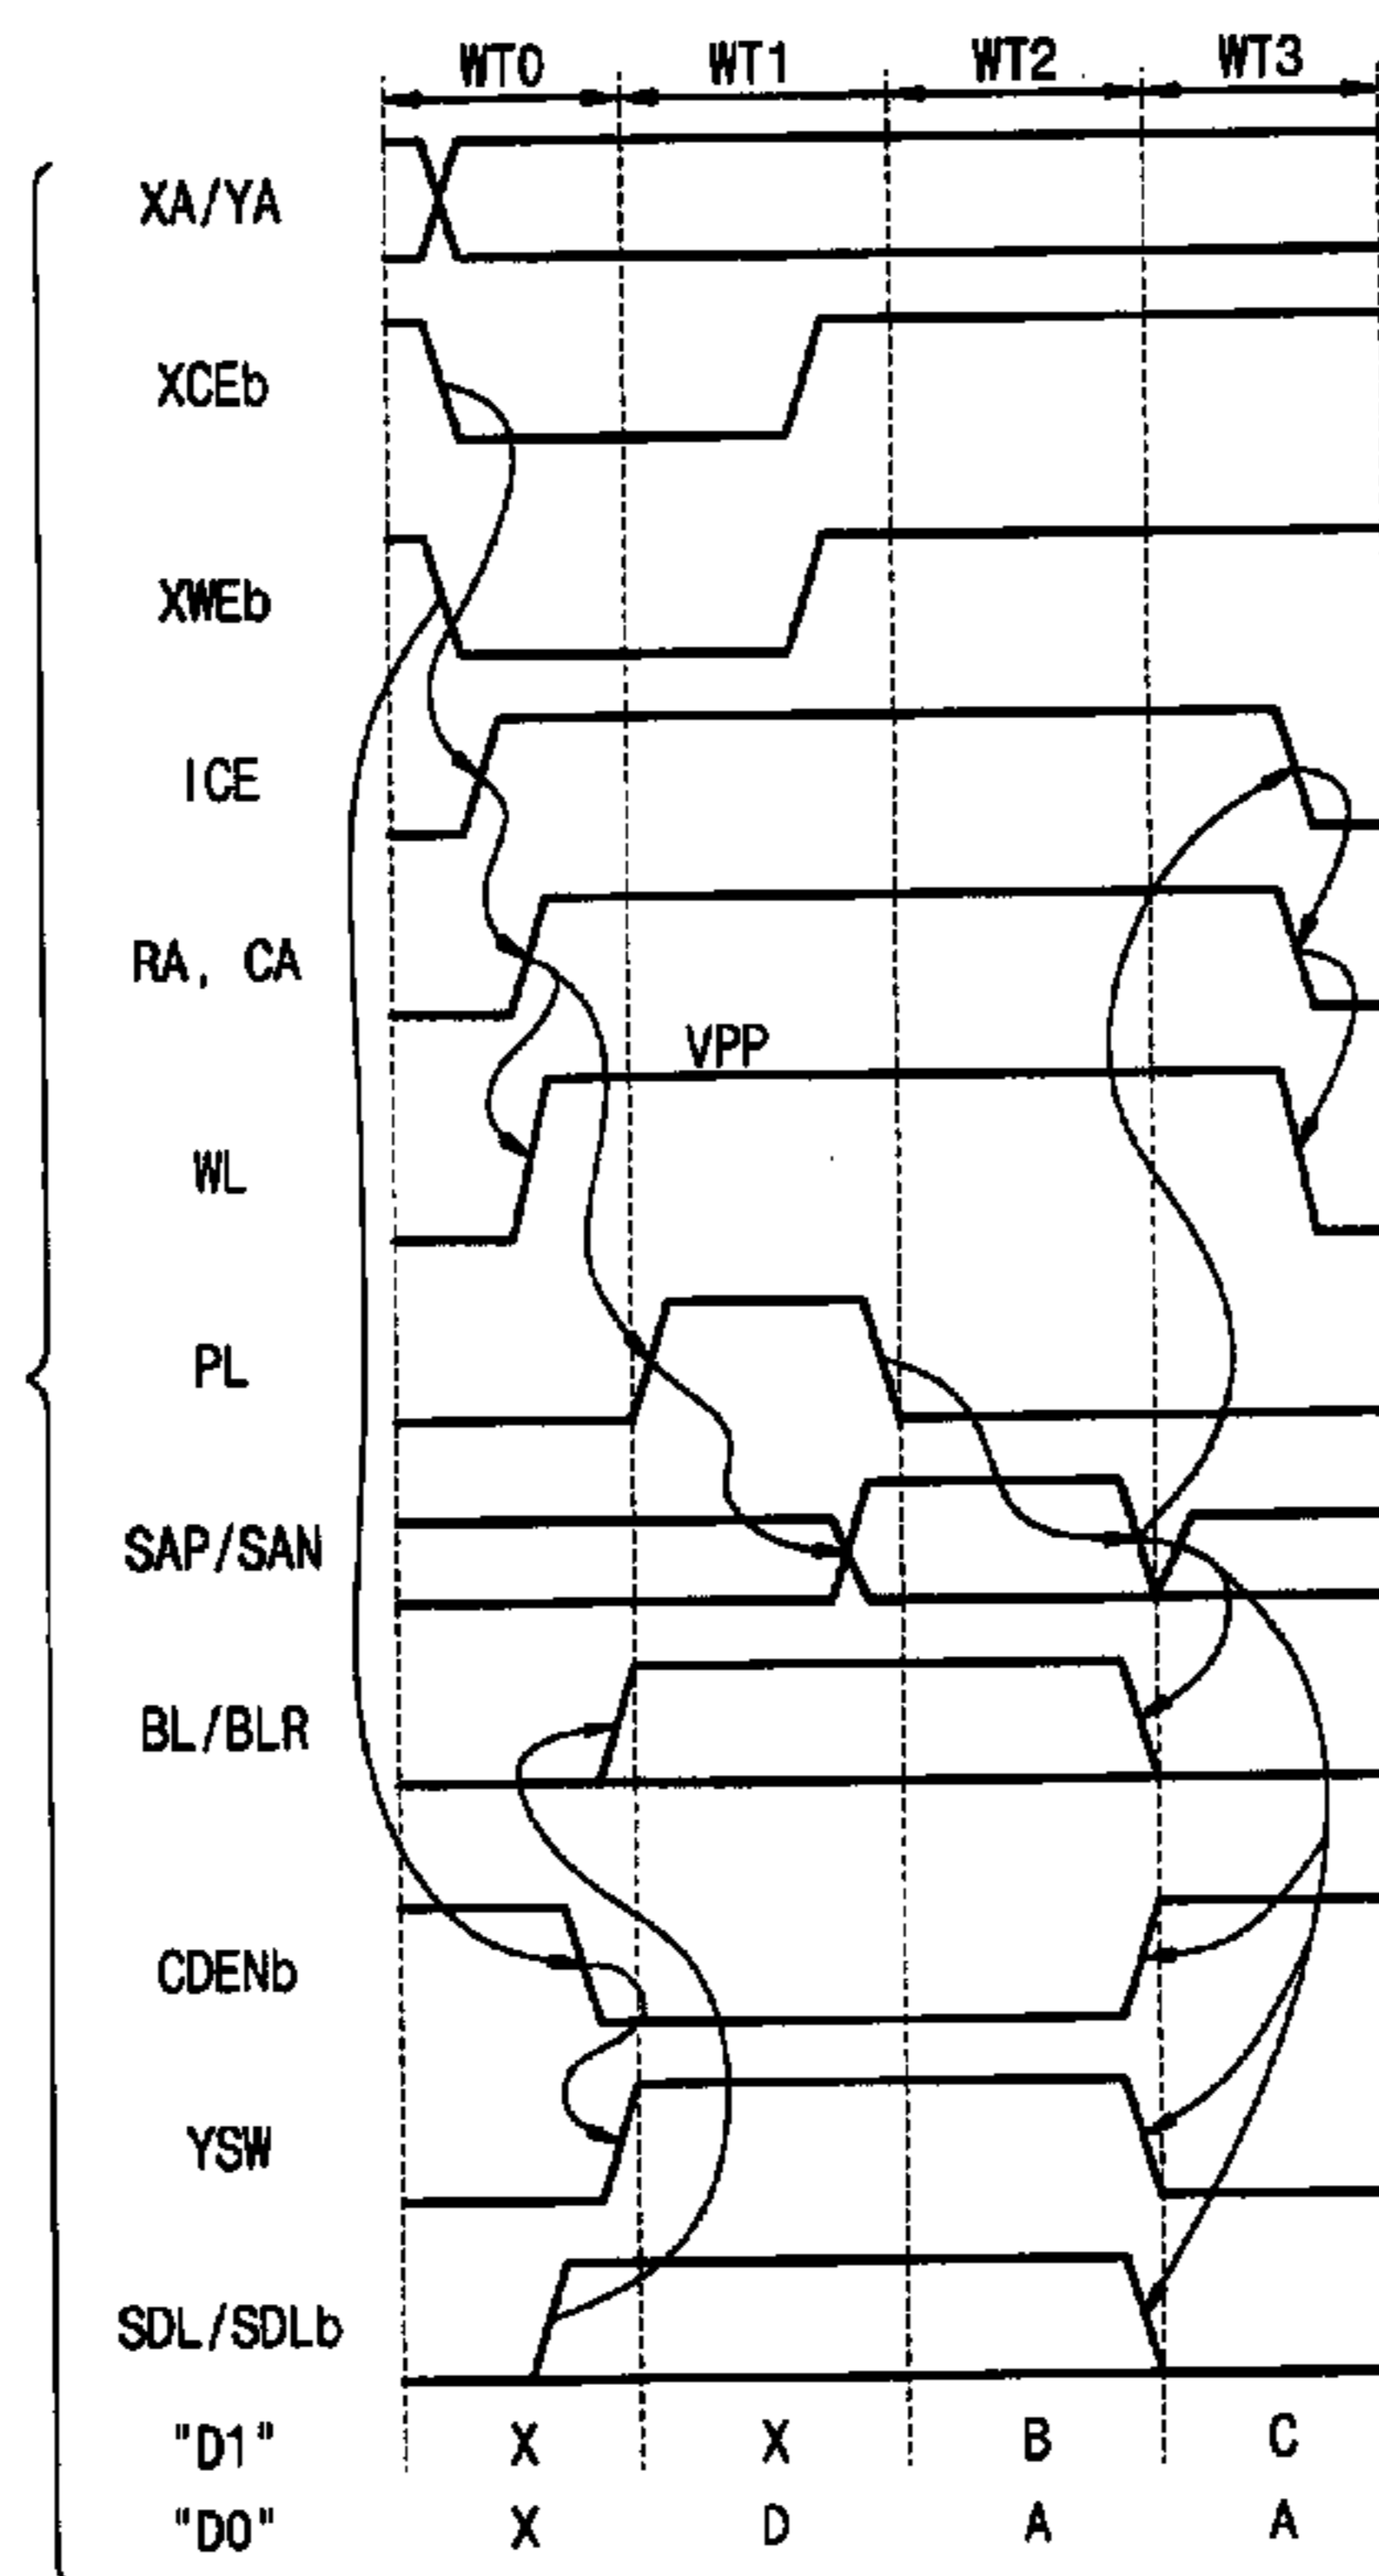 WT0 WT1 WT2 WT3
XA/YA
XCEb
XWEb
ICE
RA, CA
VPP
WL
PL
SAP/SAN
BL/BLR
CDENb
YSW
SDL/SDLb
"D1" X X B C
"D0" X D A A